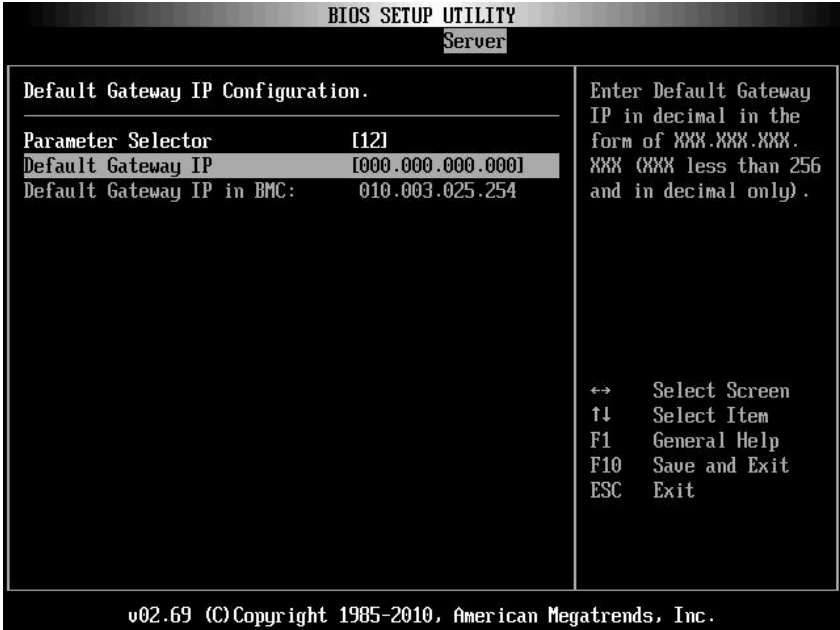 BIOS SETUP UTILITY
Server
Default Gateway IP Configuration.
Parameter Selector [12]
Default Gateway IP [000.000.000.000]
Default Gateway IP in BMC: 010.003.025.254
Enter Default Gateway
IP in decimal in the
form of XXX.XXX.XXX.
XXX (XXX less than 256
and in decimal only).
←→ Select Screen
↑↓ Select Item
F1 General Help
F10 Save and Exit
ESC Exit
v02.69 (C)Copyright 1985-2010, American Megatrends, Inc.